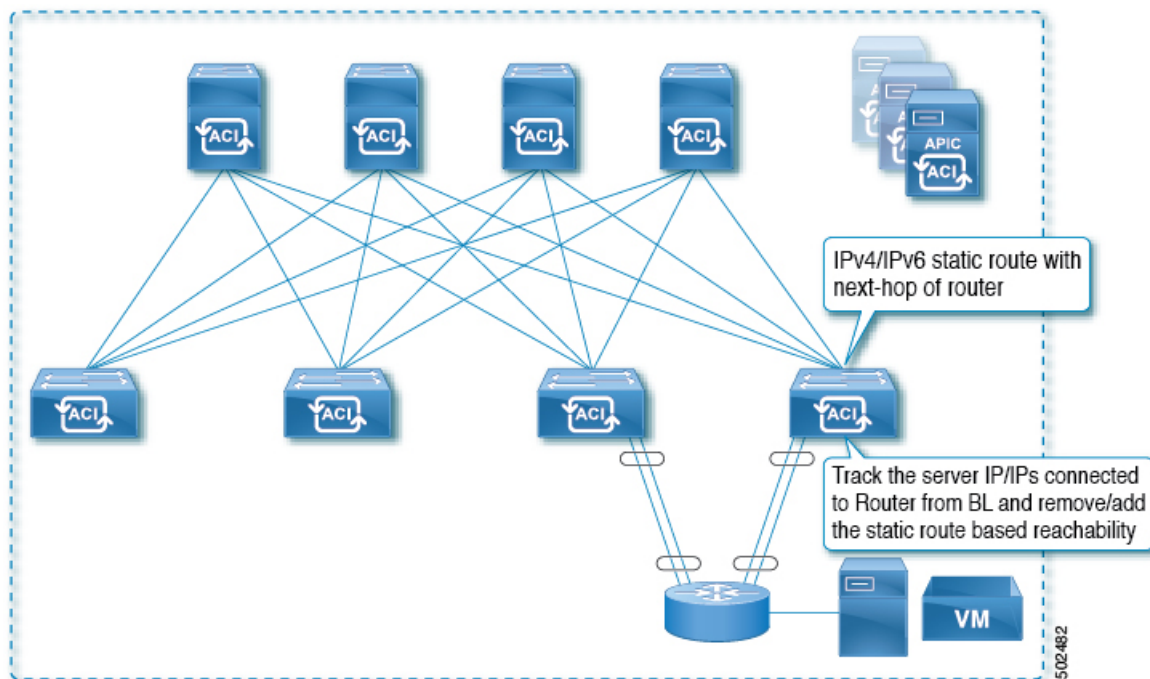 ACI
ACI
ACI
ACI
APIC
ACI
IPv4/IPv6 static route with
next-hop of router
ACI
ACI
ACI
ACI
Track the server IP/IPs connected
to Router from BL and remove/add
the static route based reachability
VM
502482